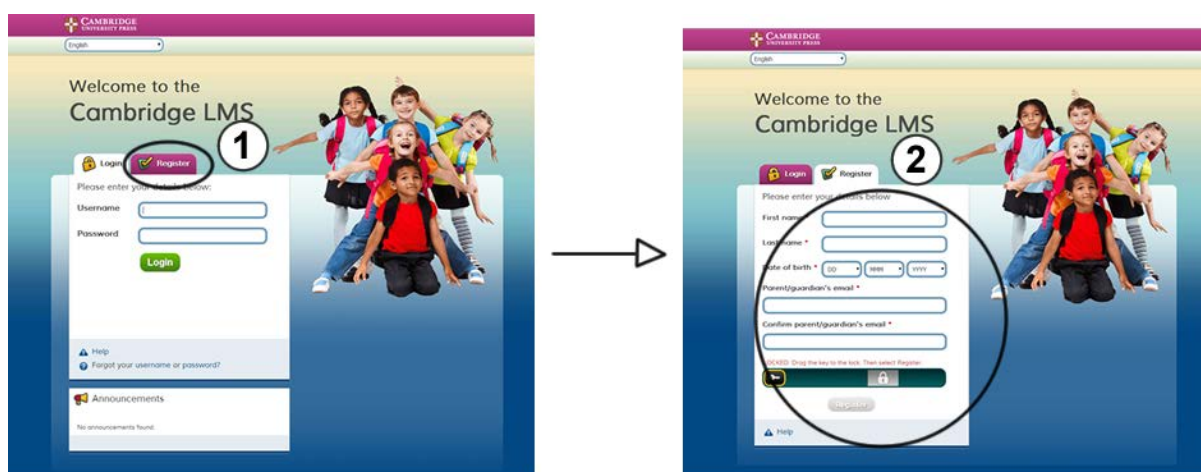 CAMBRIDGE
UNIVERSITY PRESS
English
Welcome to the
Cambridge LMS
1
Login
Register
Please enter your details below:
Username
Password
Login
Help
Forgot your username or password?
Announcements
No announcements found.
CAMBRIDGE
UNIVERSITY PRESS
English
Welcome to the
Cambridge LMS
2
Login
Register
Please enter your details below
First name
Last name *
Date of birth * DD MMM YYYY
Parent/guardian's email *
Confirm parent/guardian's email *
LOCKED: Drag the key to the lock. Then select Register.
Register
Help